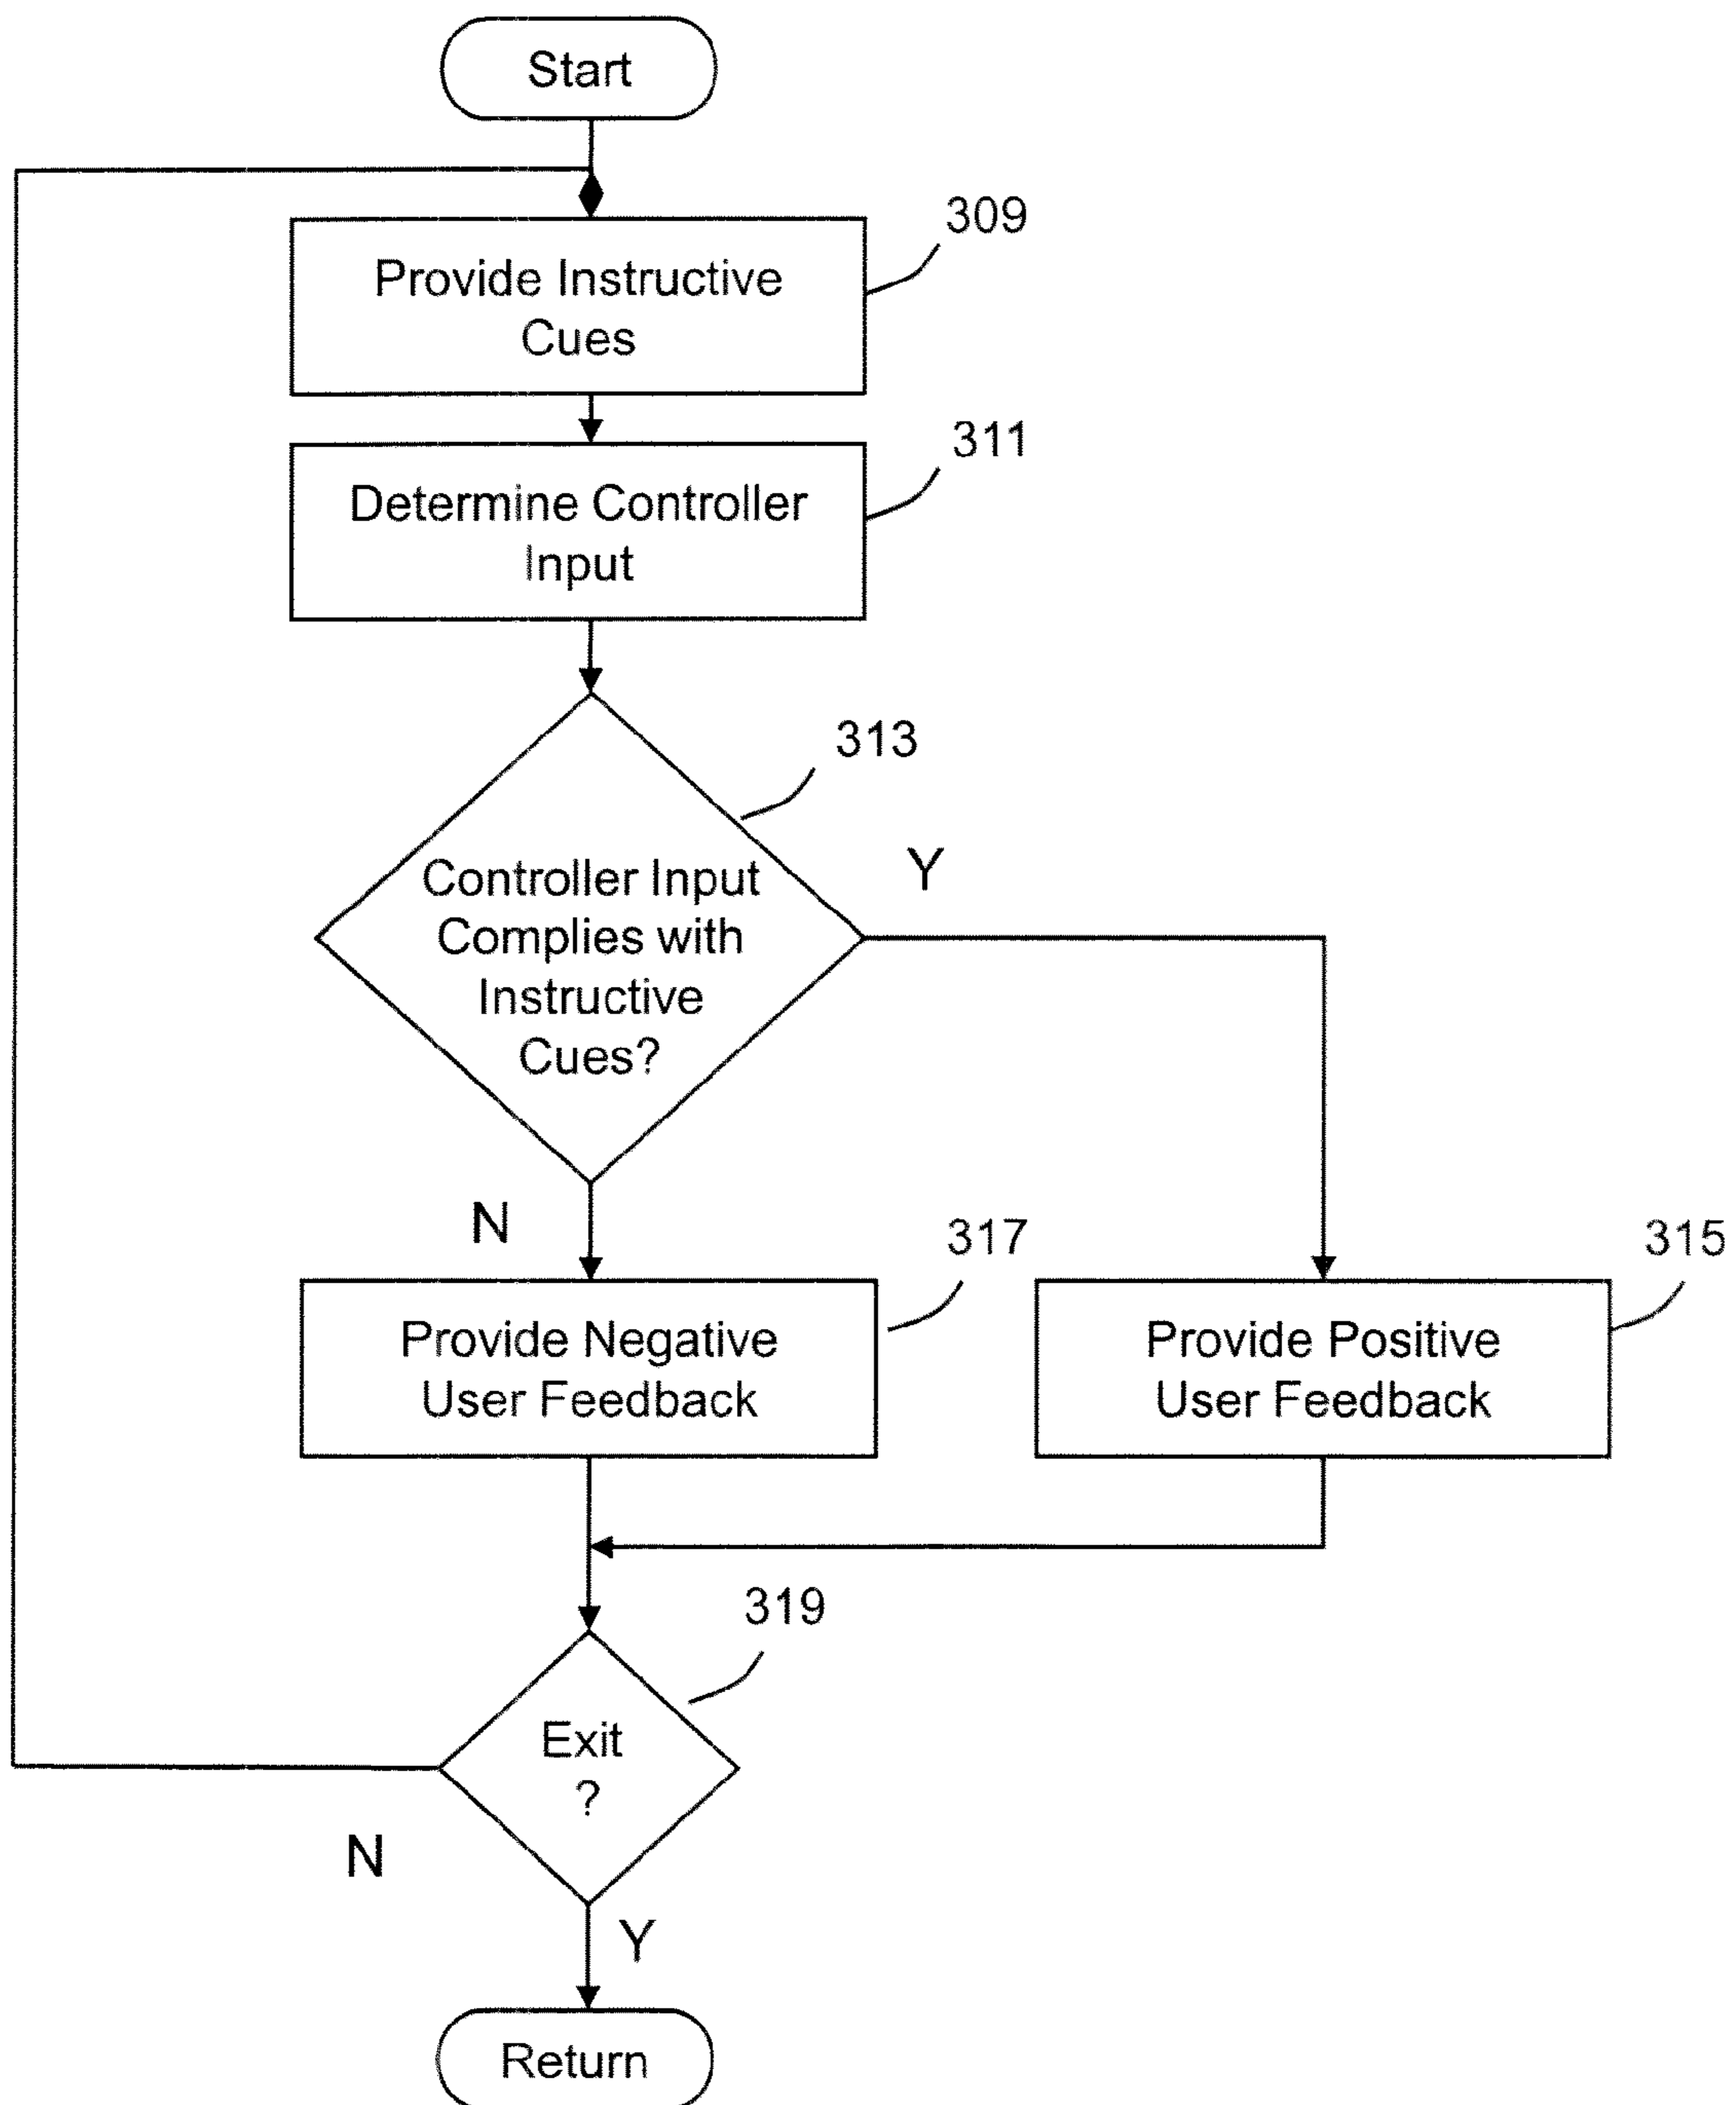 Start
309
Provide Instructive
Cues
311
Determine Controller
Input
313
Controller Input
Complies with
Instructive
Cues?
Y
N
317
315
Provide Negative
User Feedback
Provide Positive
User Feedback
319
Exit
?
N
Y
Return